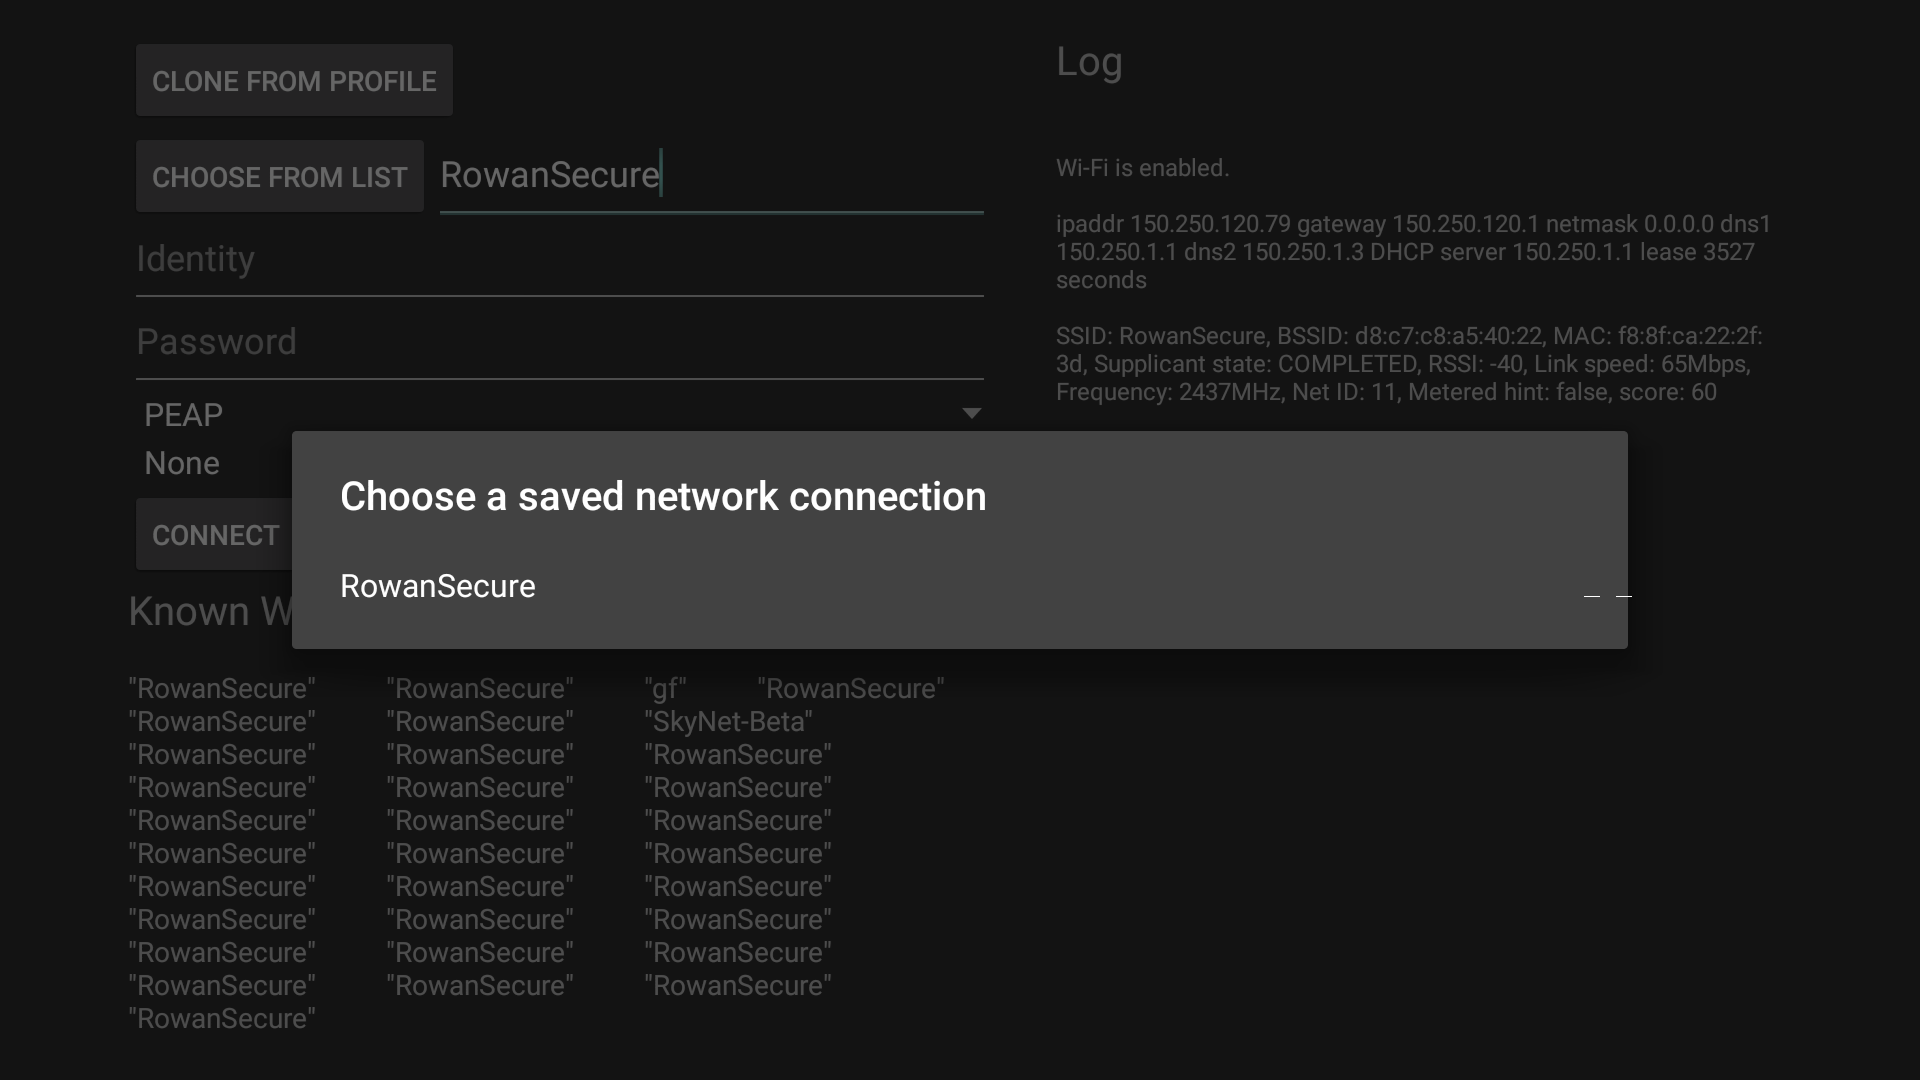 CLONE FROM PROFILE
CHOOSE FROM LIST RowanSecure
Identity
Password
PEAP
None
CONNECT
Known W
"RowanSecure" "RowanSecure" "gf" "RowanSecure"
"RowanSecure" "RowanSecure" "SkyNet-Beta"
"RowanSecure" "RowanSecure" "RowanSecure"
"RowanSecure" "RowanSecure" "RowanSecure"
"RowanSecure" "RowanSecure" "RowanSecure"
"RowanSecure" "RowanSecure" "RowanSecure"
"RowanSecure" "RowanSecure" "RowanSecure"
"RowanSecure" "RowanSecure" "RowanSecure"
"RowanSecure" "RowanSecure" "RowanSecure"
"RowanSecure" "RowanSecure" "RowanSecure"
"RowanSecure"
Log
Wi-Fi is enabled.
ipaddr 150.250.120.79 gateway 150.250.120.1 netmask 0.0.0.0 dns1
150.250.1.1 dns2 150.250.1.3 DHCP server 150.250.1.1 lease 3527
seconds
SSID: RowanSecure, BSSID: d8:c7:c8:a5:40:22, MAC: f8:8f:ca:22:2f:
3d, Supplicant state: COMPLETED, RSSI: -40, Link speed: 65Mbps,
Frequency: 2437MHz, Net ID: 11, Metered hint: false, score: 60
Choose a saved network connection
RowanSecure _ _